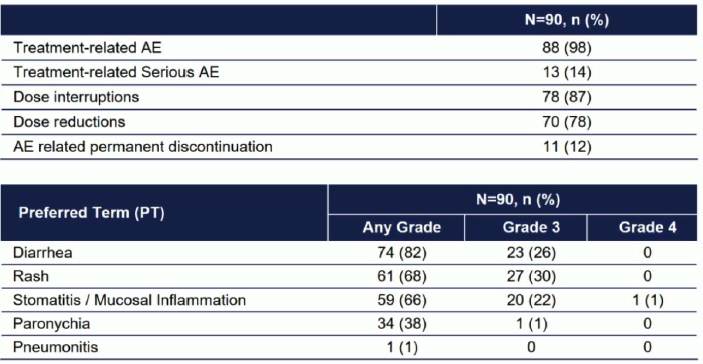 N=90, n (%)
Treatment-related AE 88 (98)
Treatment-related Serious AE 13 (14)
Dose interruptions 78 (87)
Dose reductions 70 (78)
AE related permanent discontinuation 11 (12)
Preferred Term (PT) N=90, n (%)
Any Grade Grade 3 Grade 4
Diarrhea 74 (82) 23 (26) 0
Rash 61 (68) 27 (30) 0
Stomatitis / Mucosal Inflammation 59 (66) 20 (22) 1 (1)
Paronychia 34 (38) 1 (1) 0
Pneumonitis 1 (1) 0 0